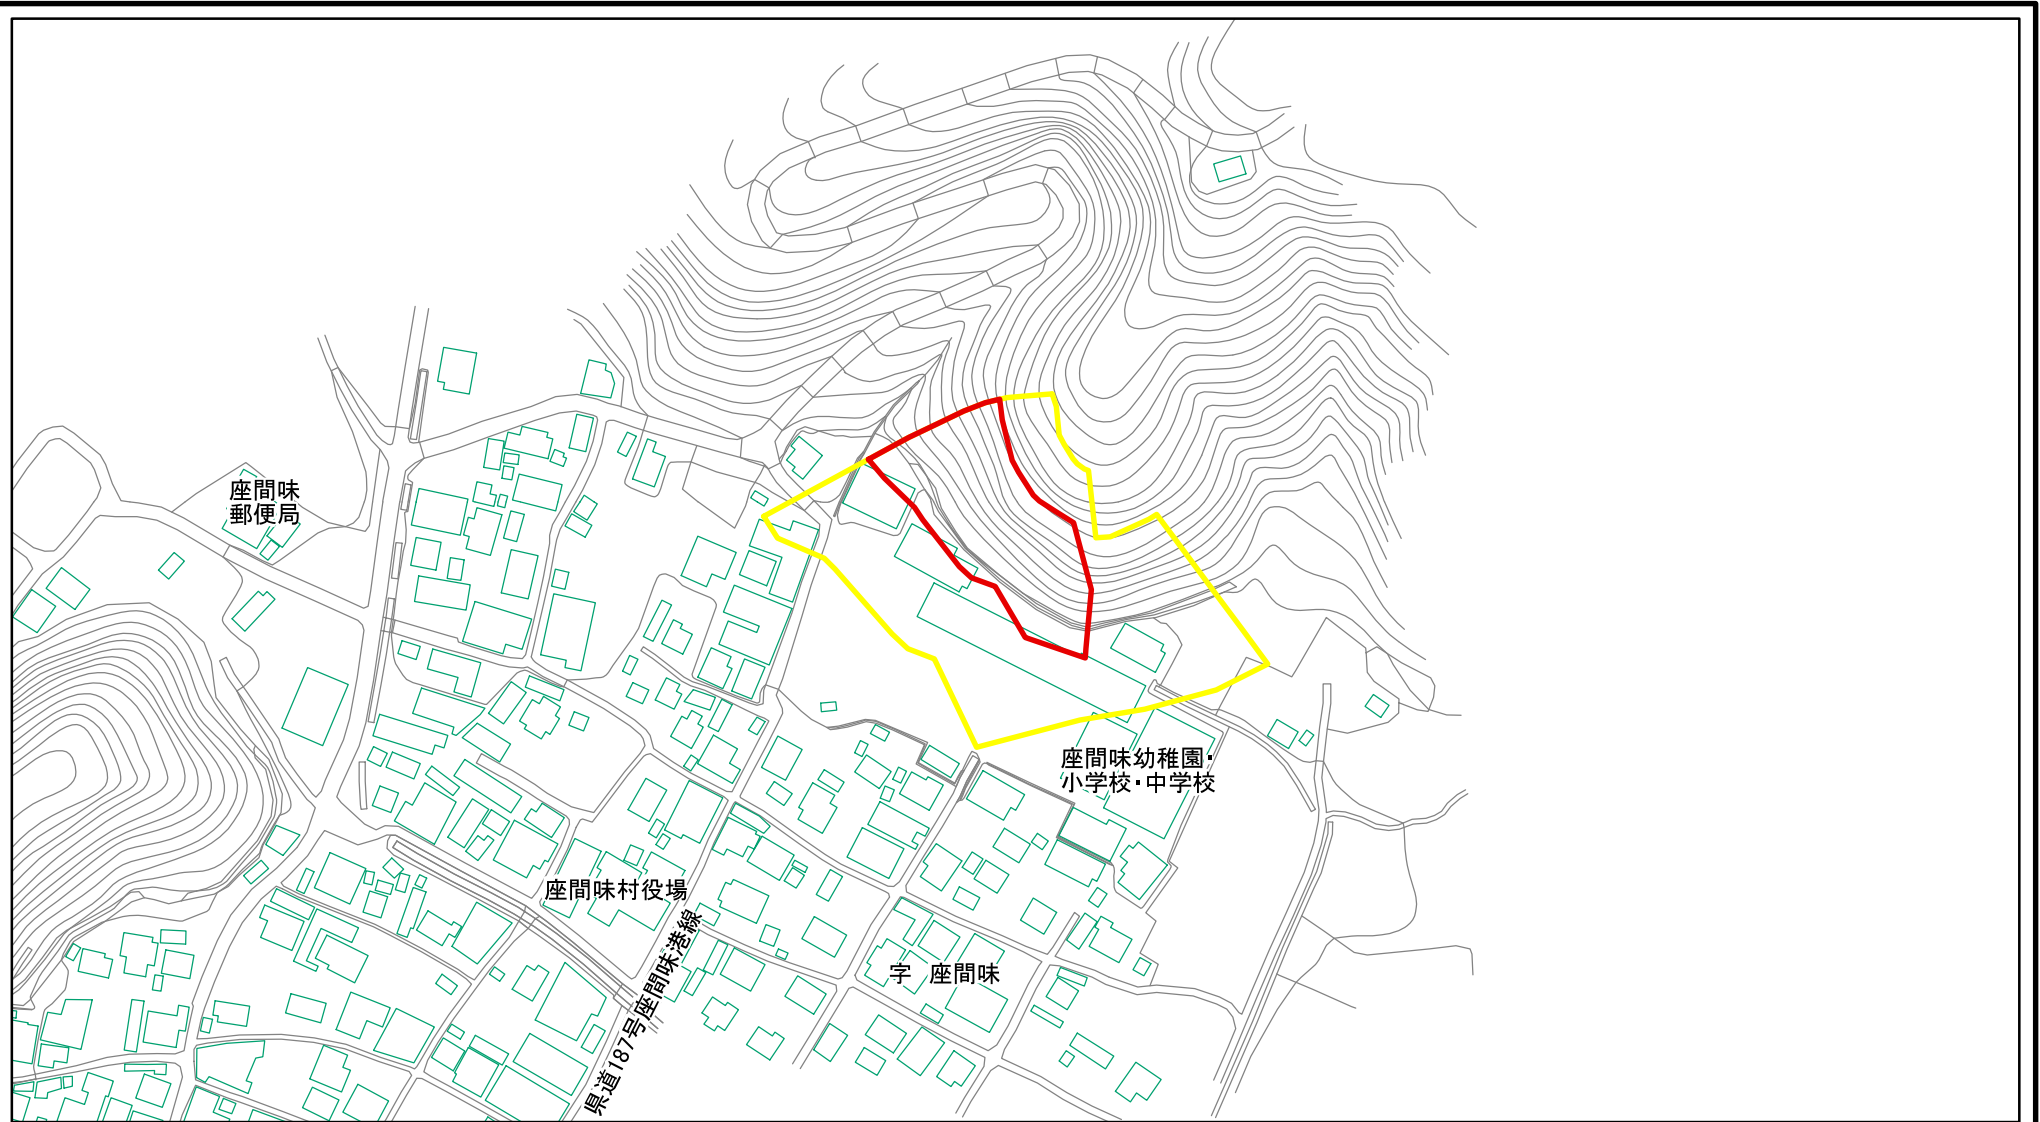 座間味
郵便局
座間味幼稚園・
小学校・中学校
座間味村役場
県道187号座間味港線
字 座間味